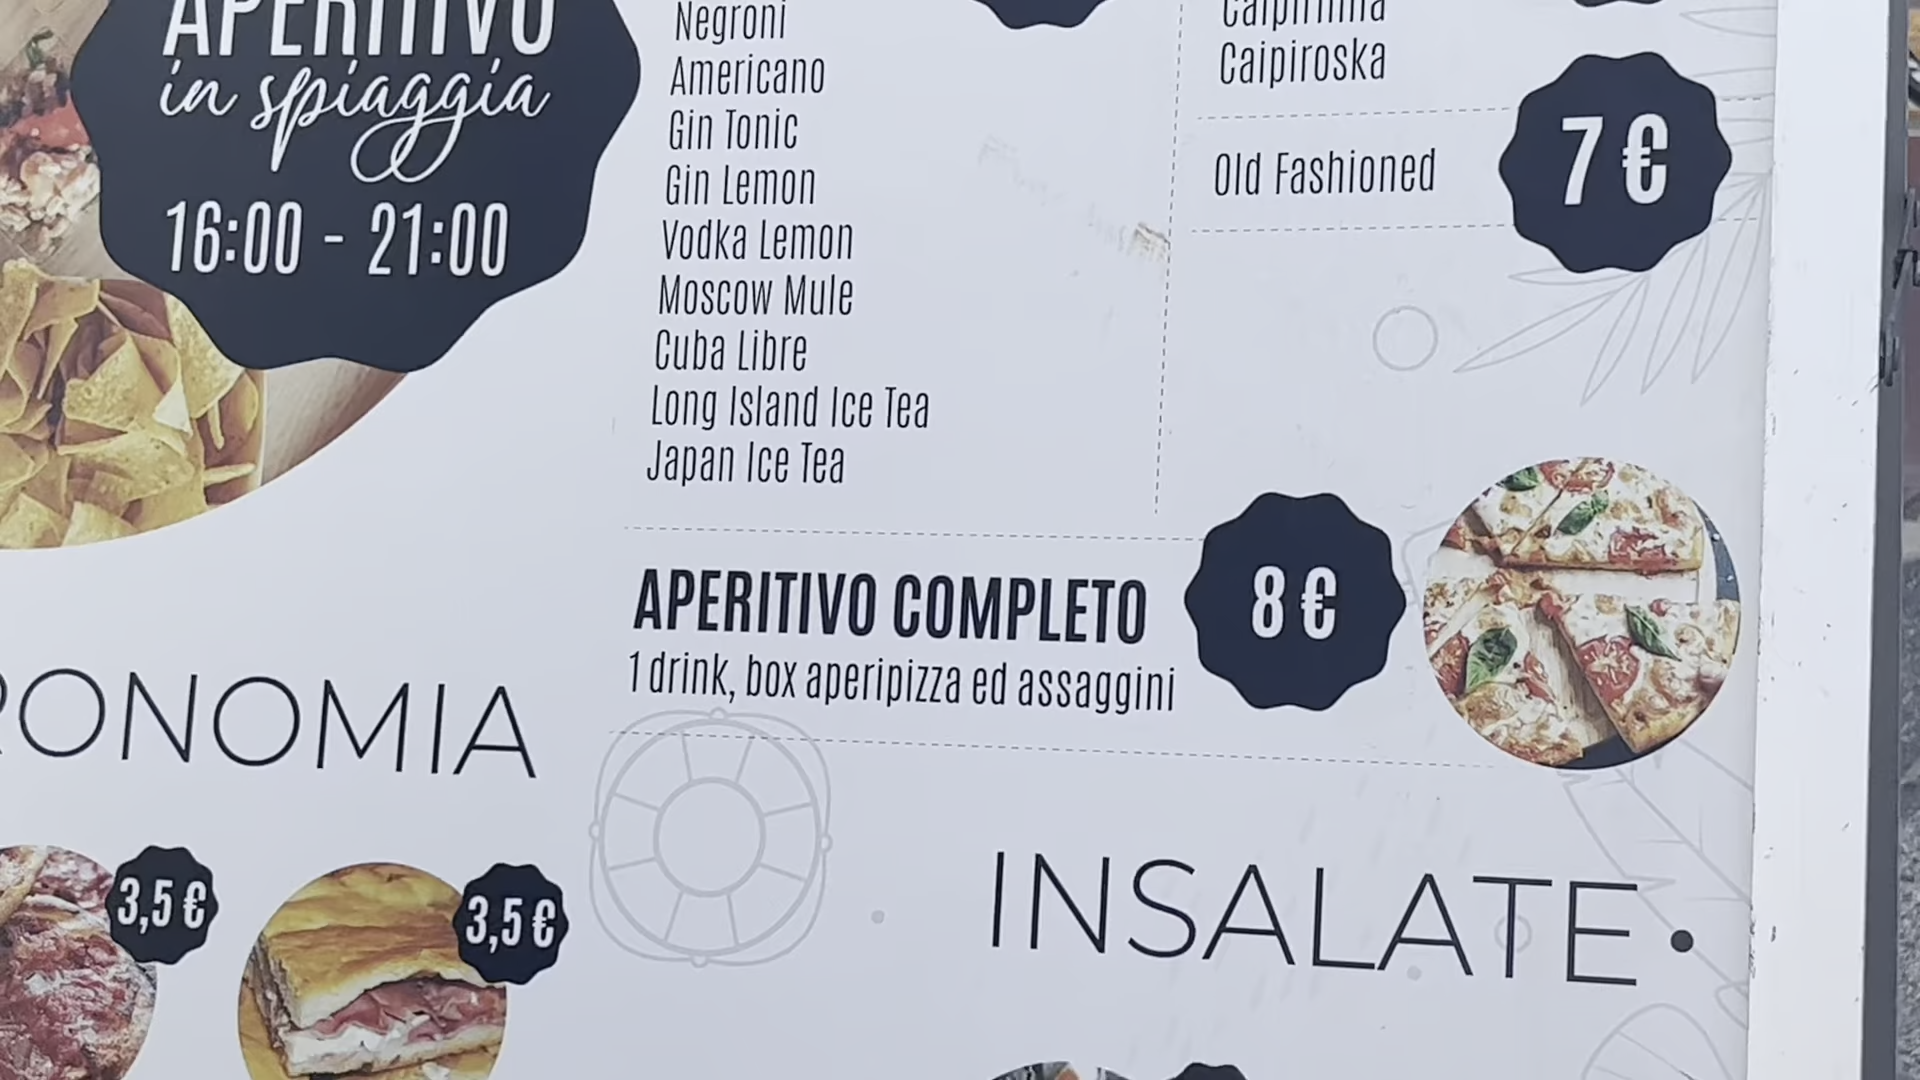 APERITIVO
in spiaggia
16:00 - 21:00
Negroni
Americano
Gin Tonic
Gin Lemon
Vodka Lemon
Moscow Mule
Cuba Libre
Long Island Ice Tea
Japan Ice Tea
Caipirinha
Caipiroska
Old Fashioned
7 €
APERITIVO COMPLETO
1 drink, box aperipizza ed assaggini
8 €
RONOMIA
3,5 €
3,5 €
INSALATE